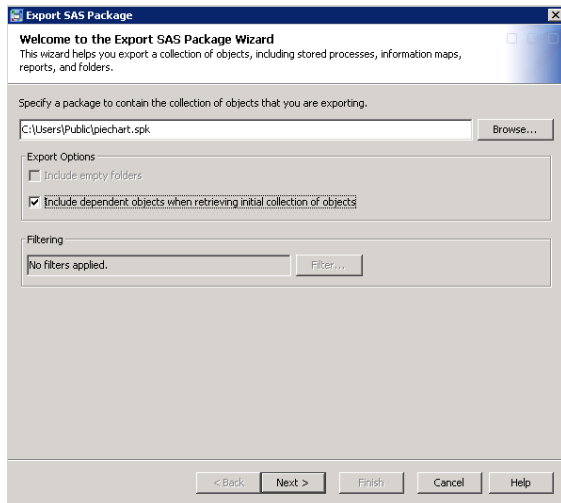 Export SAS Package
Welcome to the Export SAS Package Wizard
This wizard helps you export a collection of objects, including stored processes, information maps,
reports, and folders.
Specify a package to contain the collection of objects that you are exporting.
C:\Users\Public\piechart.spk
Browse...
Export Options
Include empty folders
Include dependent objects when retrieving initial collection of objects
Filtering
No filters applied.
Filter...
< Back
Next >
Finish
Cancel
Help